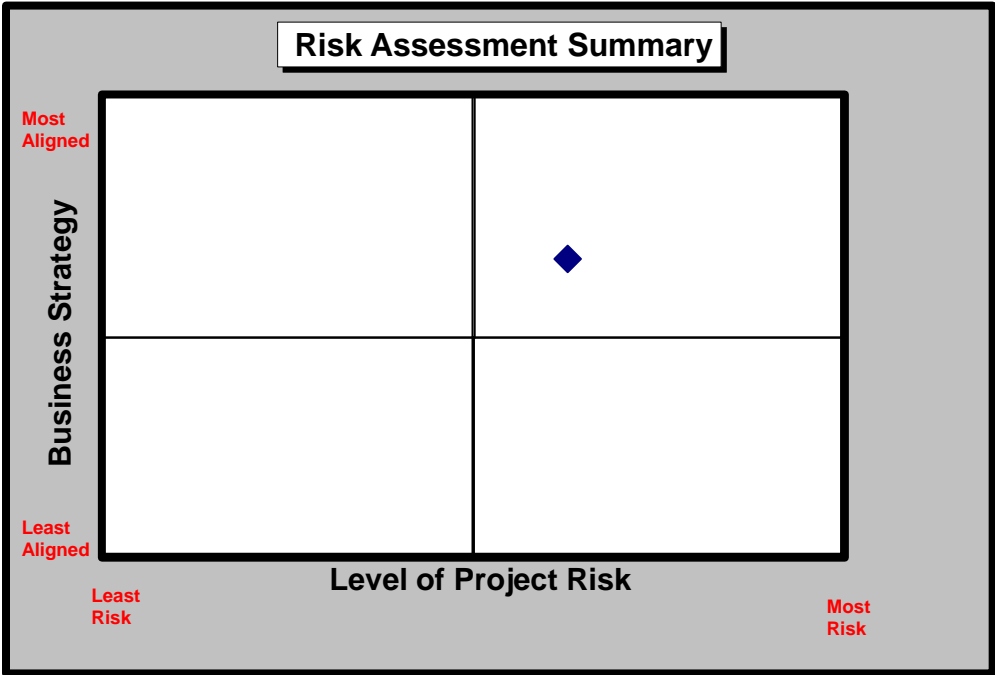 Risk Assessment Summary
Most
Aligned
Business Strategy
Least
Aligned
Level of Project Risk
Least
Risk
Most
Risk